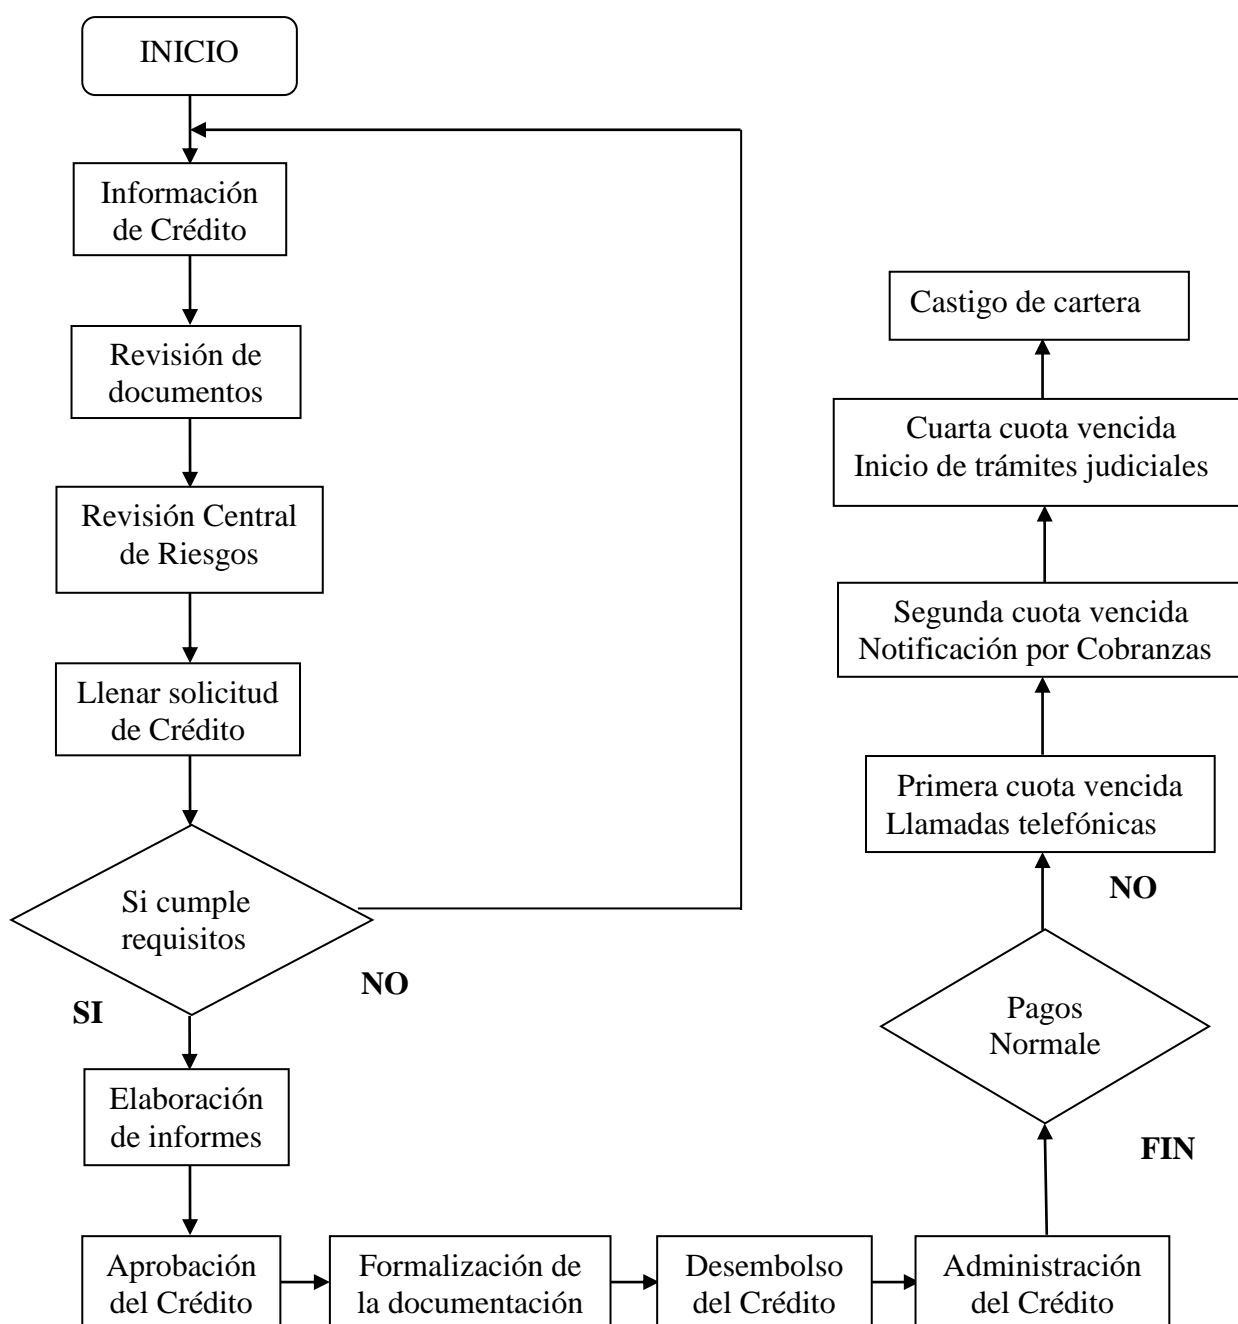 INICIO
Información
de Crédito
Revisión de
documentos
Revisión Central
de Riesgos
Llenar solicitud
de Crédito
Si cumple
requisitos
NO
SI
Elaboración
de informes
Aprobación
del Crédito
Formalización de
la documentación
Desembolso
del Crédito
Administración
del Crédito
FIN
Pagos
Normale
NO
Primera cuota vencida
Llamadas telefónicas
Segunda cuota vencida
Notificación por Cobranzas
Cuarta cuota vencida
Inicio de trámites judiciales
Castigo de cartera